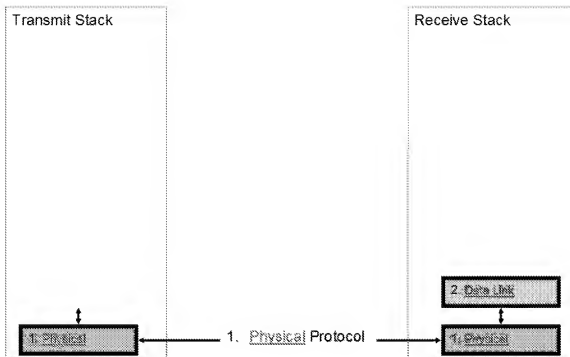 Transmit Stack
Receive Stack
2. Data Link
1. Physical
1. Physical Protocol
1. Physical